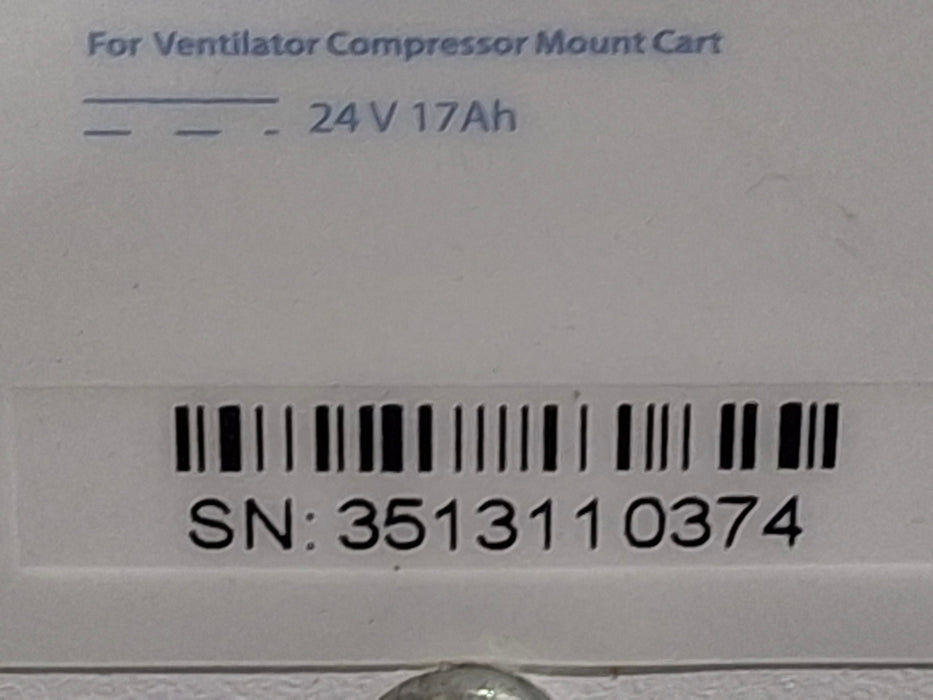 For Ventilator Compressor Mount Cart
24 V 17Ah
SN: 3513110374